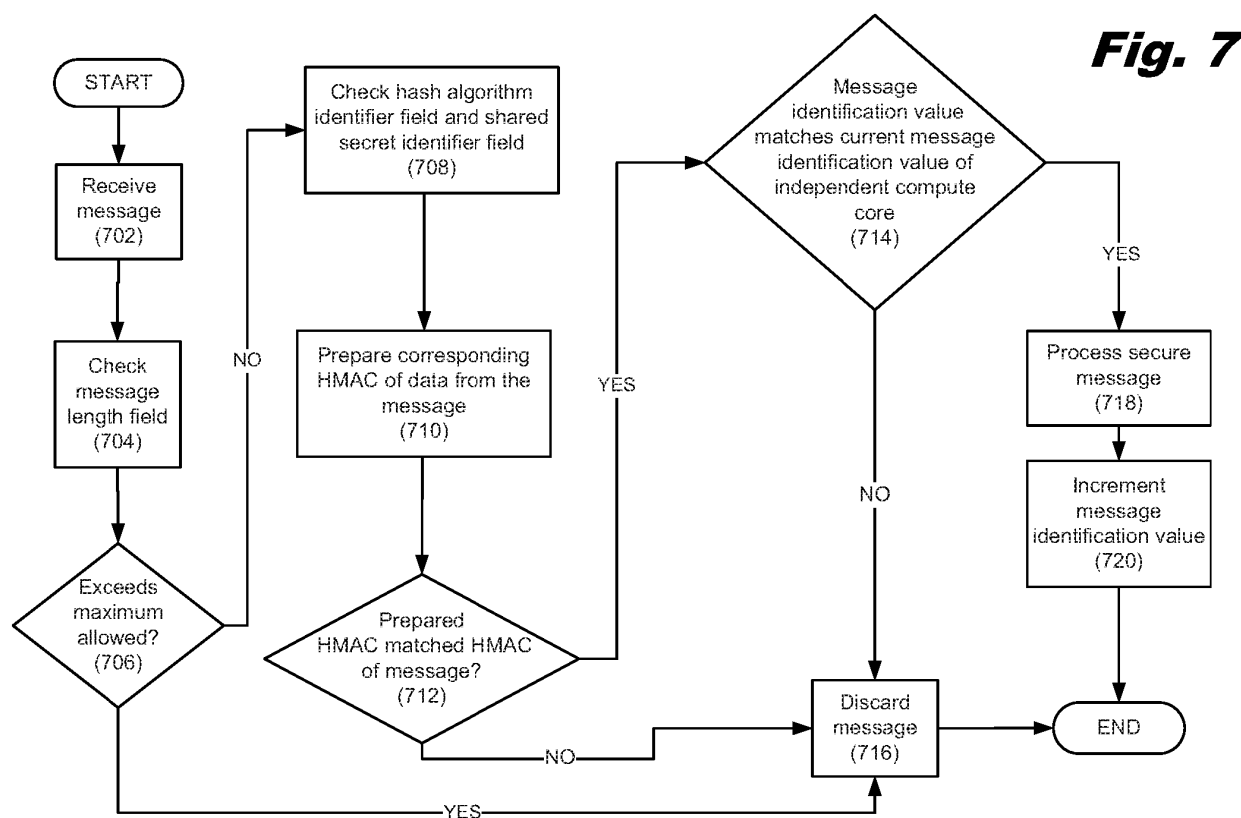 Fig. 7
START
Receive
message
(702)
Check
message
length field
(704)
Exceeds
maximum
allowed?
(706)
NO
YES
Check hash algorithm
identifier field and shared
secret identifier field
(708)
Prepare corresponding
HMAC of data from the
message
(710)
Prepared
HMAC matched HMAC
of message?
(712)
YES
NO
Message
identification value
matches current message
identification value of
independent compute
core
(714)
YES
NO
Discard
message
(716)
Process secure
message
(718)
Increment
message
identification value
(720)
END